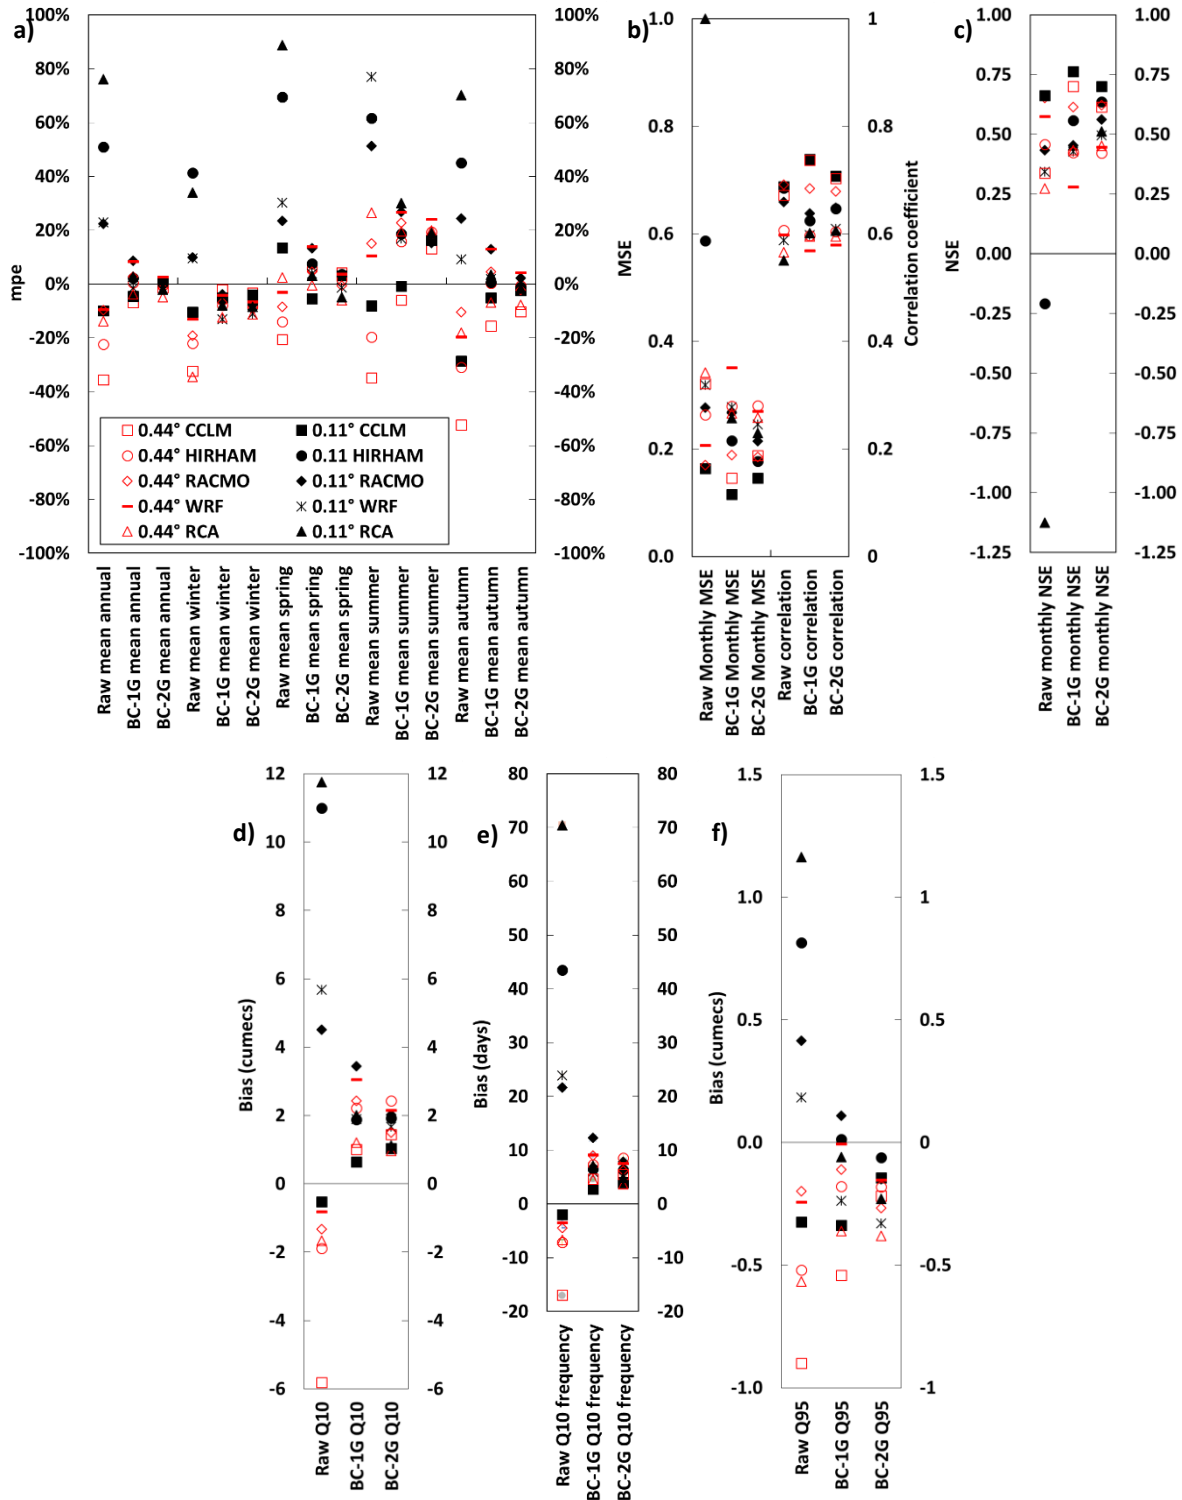 a)
100%
80%
60%
40%
20%
0%
-20%
-40%
-60%
-80%
-100%
mpe
100%
80%
60%
40%
20%
0%
-20%
-40%
-60%
-80%
-100%
0.44° CCLM
0.11° CCLM
0.44° HIRHAM
0.11 HIRHAM
0.44° RACMO
0.11° RACMO
0.44° WRF
0.11° WRF
0.44° RCA
0.11° RCA
Raw mean annual
BC-1G mean annual
BC-2G mean annual
Raw mean winter
BC-1G mean winter
BC-2G mean winter
Raw mean spring
BC-1G mean spring
BC-2G mean spring
Raw mean summer
BC-1G mean summer
BC-2G mean summer
Raw mean autumn
BC-1G mean autumn
BC-2G mean autumn
b)
1.0
0.8
0.6
0.4
0.2
0.0
MSE
1
0.8
0.6
0.4
0.2
0
Correlation coefficient
Raw Monthly MSE
BC-1G Monthly MSE
BC-2G Monthly MSE
Raw correlation
BC-1G correlation
BC-2G correlation
c)
1.00
0.75
0.50
0.25
0.00
-0.25
-0.50
-0.75
-1.00
-1.25
NSE
1.00
0.75
0.50
0.25
0.00
-0.25
-0.50
-0.75
-1.00
-1.25
Raw monthly NSE
BC-1G monthly NSE
BC-2G monthly NSE
d)
12
10
8
6
4
2
0
-2
-4
-6
Bias (cumecs)
12
10
8
6
4
2
0
-2
-4
-6
Raw Q10
BC-1G Q10
BC-2G Q10
e)
80
70
60
50
40
30
20
10
0
-10
-20
Bias (days)
80
70
60
50
40
30
20
10
0
-10
-20
Raw Q10 frequency
BC-1G Q10 frequency
BC-2G Q10 frequency
f)
1.5
1.0
0.5
0.0
-0.5
-1.0
Bias (cumecs)
1.5
1
0.5
0
-0.5
-1
Raw Q95
BC-1G Q95
BC-2G Q95